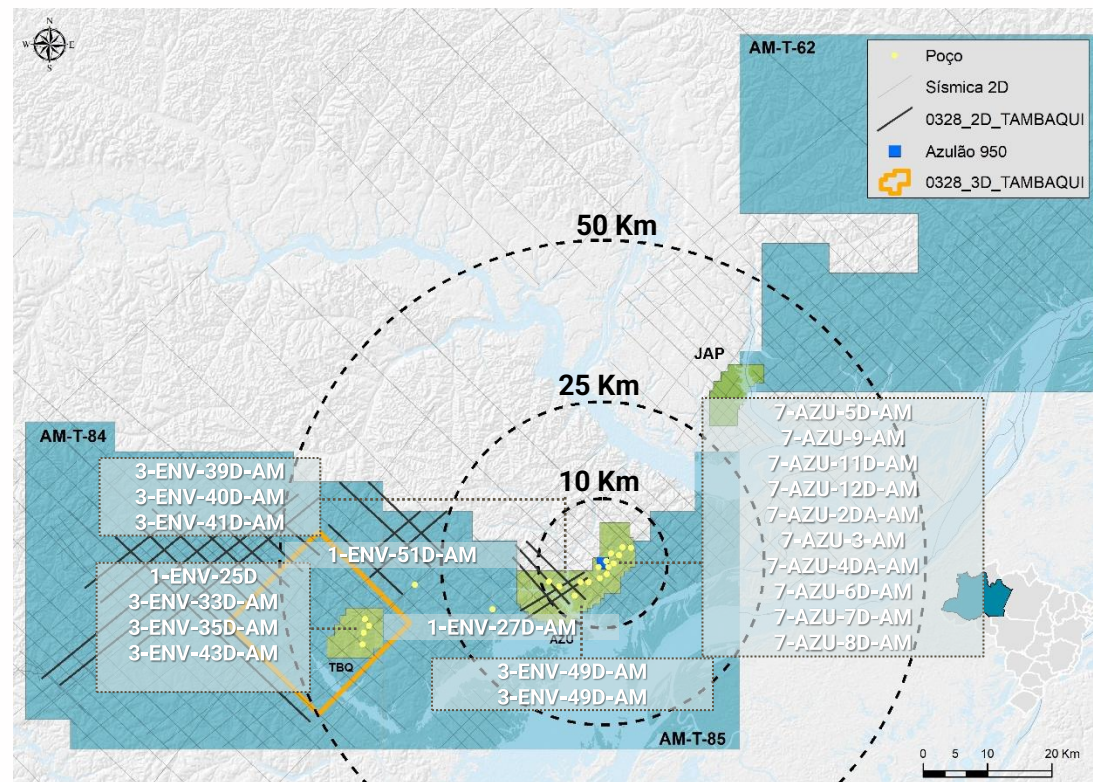 N
W E
S
AM-T-62
Poço
Sísmica 2D
0328_2D_TAMBAQUI
Azulão 950
0328_3D_TAMBAQUI
50 Km
JAP
25 Km
7-AZU-5D-AM
7-AZU-9-AM
7-AZU-11D-AM
7-AZU-12D-AM
7-AZU-2DA-AM
7-AZU-3-AM
7-AZU-4DA-AM
7-AZU-6D-AM
7-AZU-7D-AM
7-AZU-8D-AM
AM-T-84
3-ENV-39D-AM
3-ENV-40D-AM
3-ENV-41D-AM
10 Km
1-ENV-51D-AM
1-ENV-25D
3-ENV-33D-AM
3-ENV-35D-AM
3-ENV-43D-AM
1-ENV-27D-AM
AZU
TBQ
3-ENV-49D-AM
3-ENV-49D-AM
AM-T-85
0 5 10 20 Km